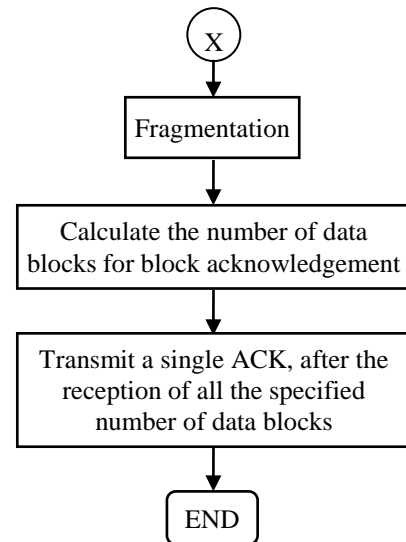 X
Fragmentation
Calculate the number of data
blocks for block acknowledgement
Transmit a single ACK, after the
reception of all the specified
number of data blocks
END